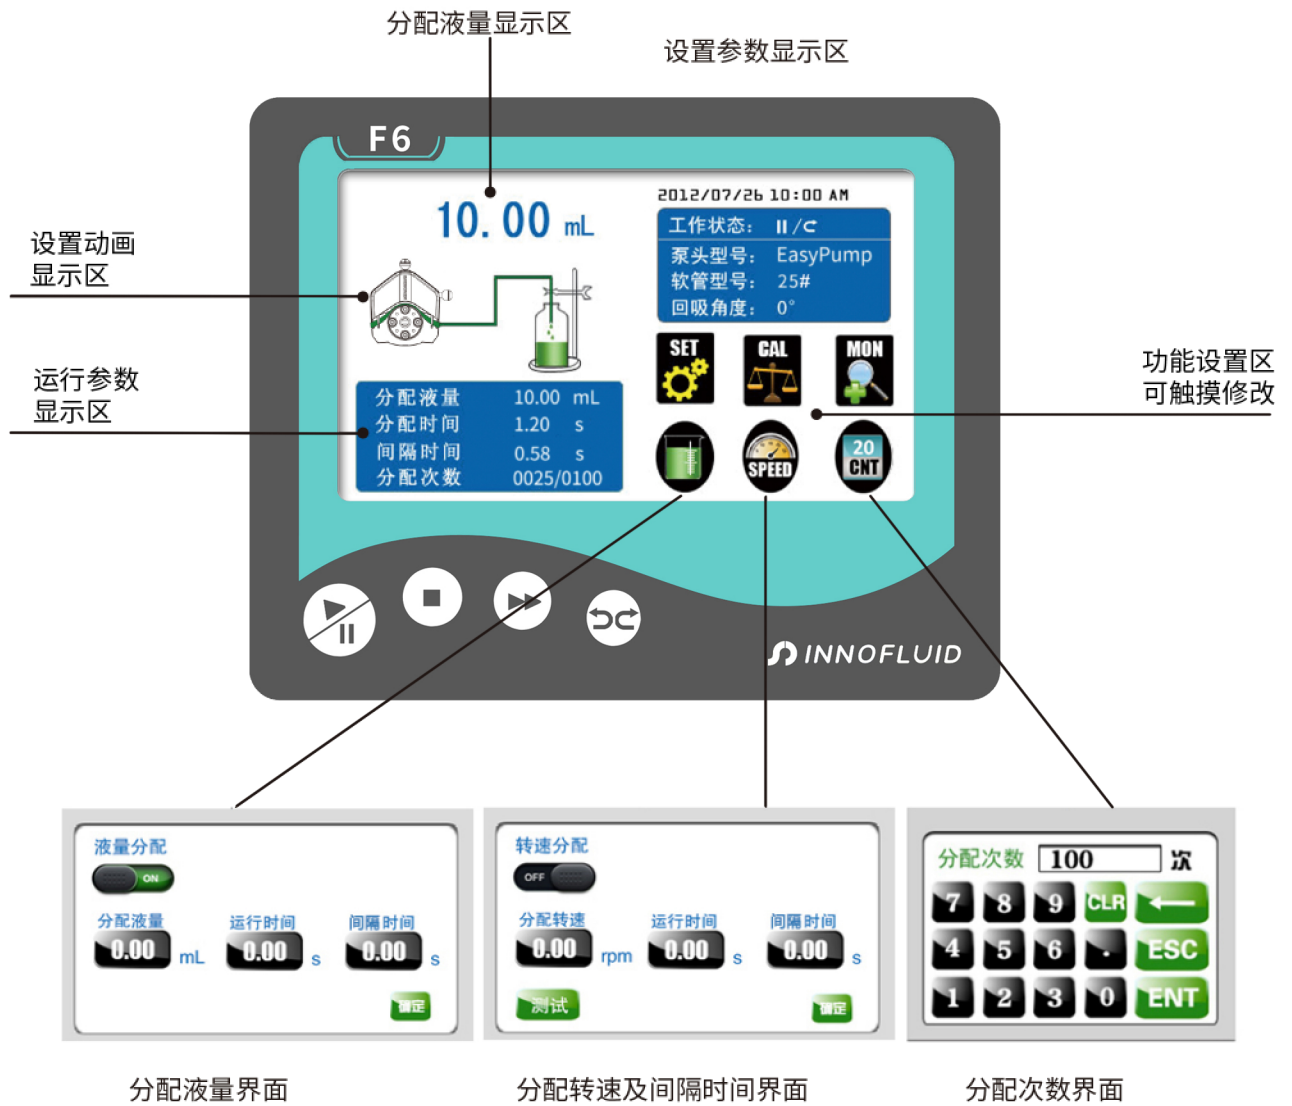 分配液量显示区
设置参数显示区
F6
10.00 mL
2012/07/26 10:00 AM
工作状态：
泵头型号： EasyPump
软管型号： 25#
回吸角度： 0°
设置动画
显示区
运行参数
显示区
分配液量 10.00 mL
分配时间 1.20 s
间隔时间 0.58 s
分配次数 0025/0100
SET
CAL
MON
SPEED
20
CNT
功能设置区
可触摸修改
INNOFLUID
液量分配
ON
分配液量 运行时间 间隔时间
0.00 mL 0.00 s 0.00 s
确定
分配液量界面
转速分配
OFF
分配转速 运行时间 间隔时间
0.00 rpm 0.00 s 0.00 s
测试 确定
分配转速及间隔时间界面
分配次数 100 次
7 8 9 CLR ←
4 5 6 . ESC
1 2 3 0 ENT
分配次数界面